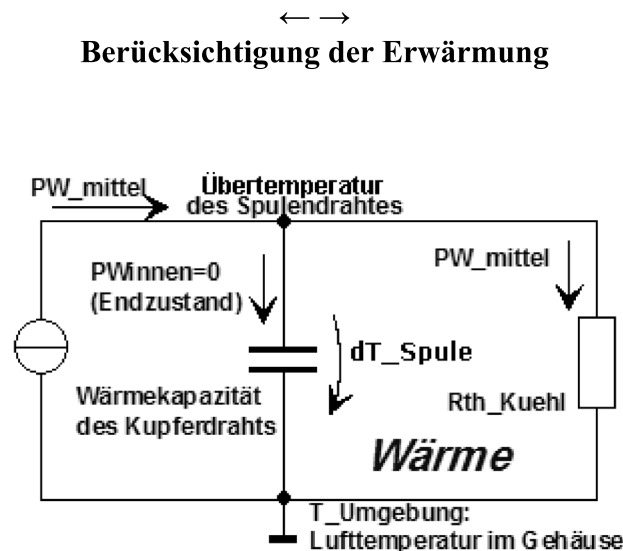 ← →
Berücksichtigung der Erwärmung
PW_mittel
Übertemperatur
des Spulendrahtes
PWinnen=0
(Endzustand)
PW_mittel
dT_Spule
Wärmekapazität
des Kupferdrahts
Rth_Kuehl
Wärme
T_Umgebung:
Lufttemperatur im Gehäuse